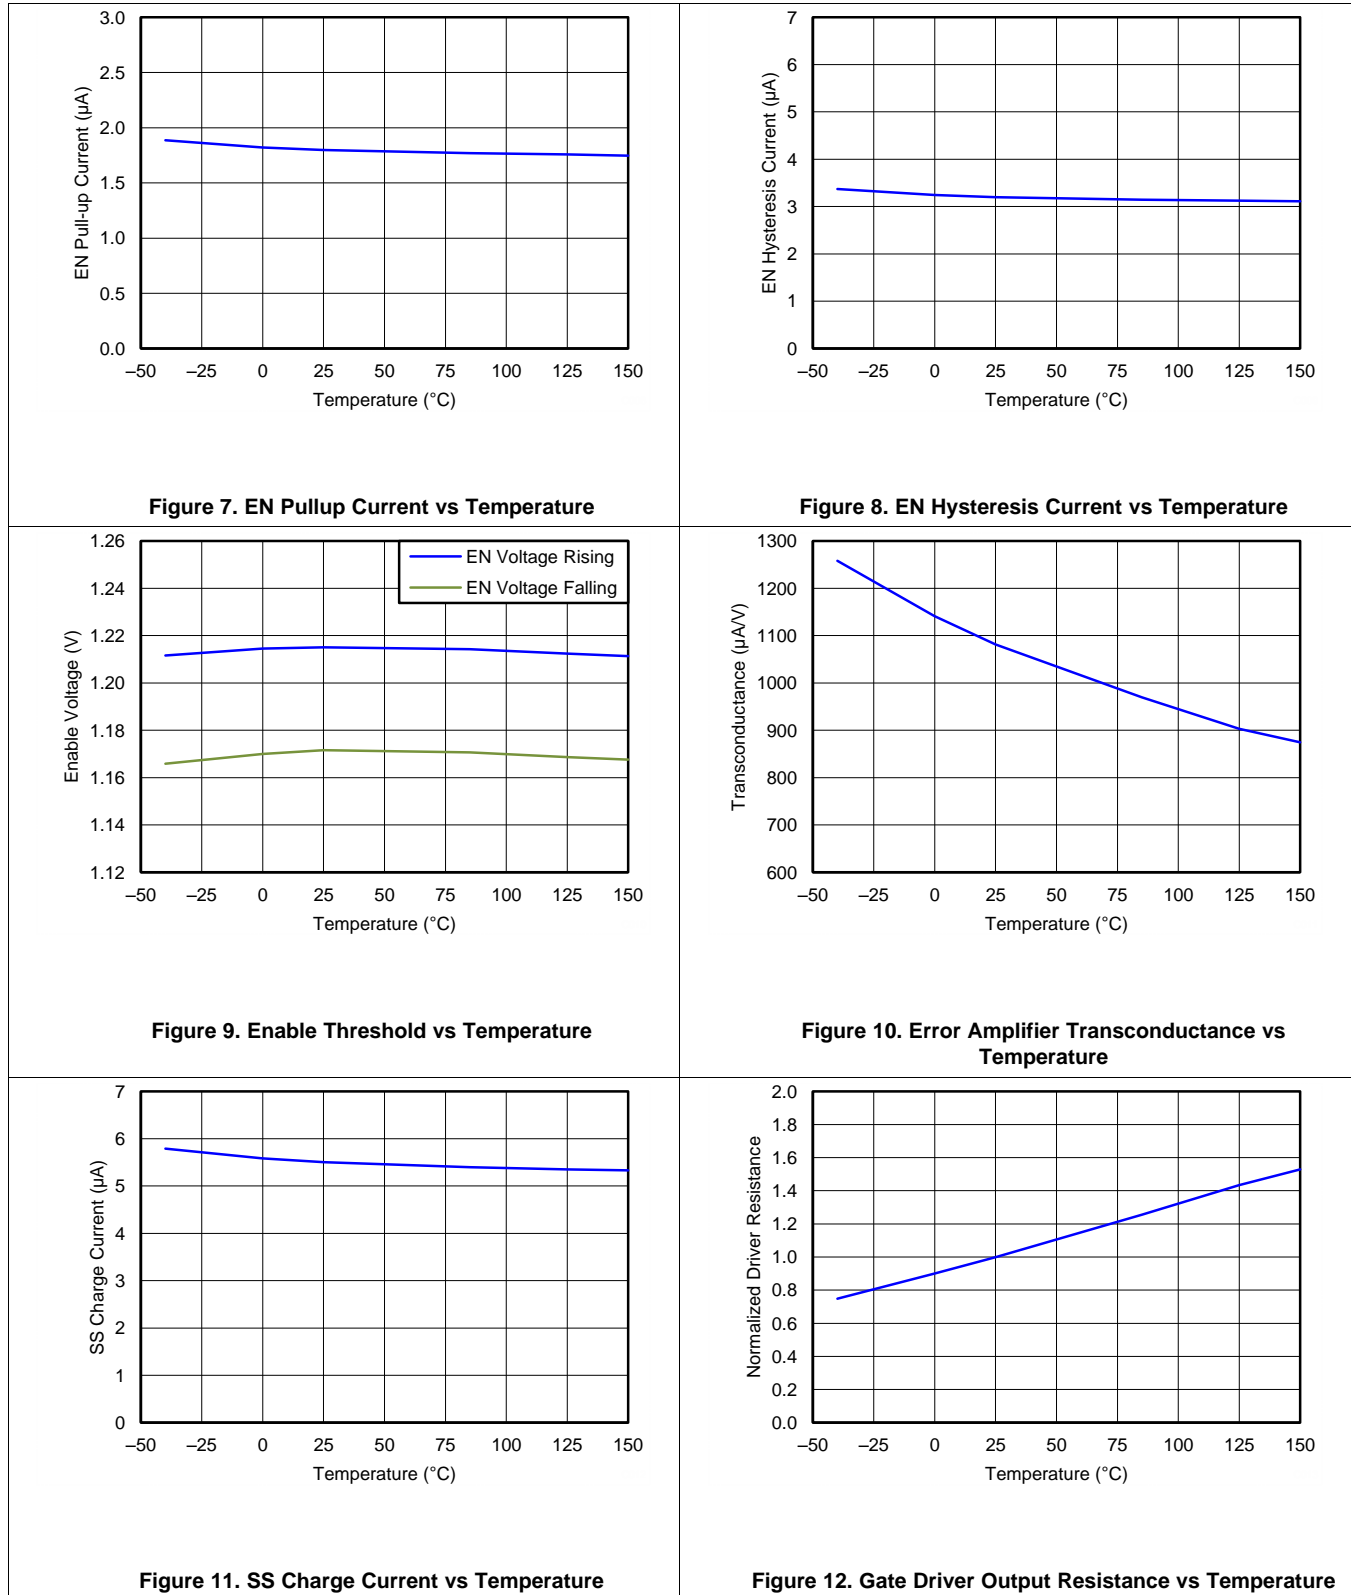 3.0
2.5
2.0
1.5
1.0
0.5
0.0
EN Pull-up Current (µA)
–50 –25 0 25 50 75 100 125 150
Temperature (°C)
Figure 7. EN Pullup Current vs Temperature
7
6
5
4
3
2
1
0
EN Hysteresis Current (µA)
–50 –25 0 25 50 75 100 125 150
Temperature (°C)
Figure 8. EN Hysteresis Current vs Temperature
1.26
1.24
1.22
1.20
1.18
1.16
1.14
1.12
Enable Voltage (V)
EN Voltage Rising
EN Voltage Falling
–50 –25 0 25 50 75 100 125 150
Temperature (°C)
Figure 9. Enable Threshold vs Temperature
1300
1200
1100
1000
900
800
700
600
Transconductance (µA/V)
–50 –25 0 25 50 75 100 125 150
Temperature (°C)
Figure 10. Error Amplifier Transconductance vs
Temperature
7
6
5
4
3
2
1
0
SS Charge Current (µA)
–50 –25 0 25 50 75 100 125 150
Temperature (°C)
Figure 11. SS Charge Current vs Temperature
2.0
1.8
1.6
1.4
1.2
1.0
0.8
0.6
0.4
0.2
0.0
Normalized Driver Resistance
–50 –25 0 25 50 75 100 125 150
Temperature (°C)
Figure 12. Gate Driver Output Resistance vs Temperature